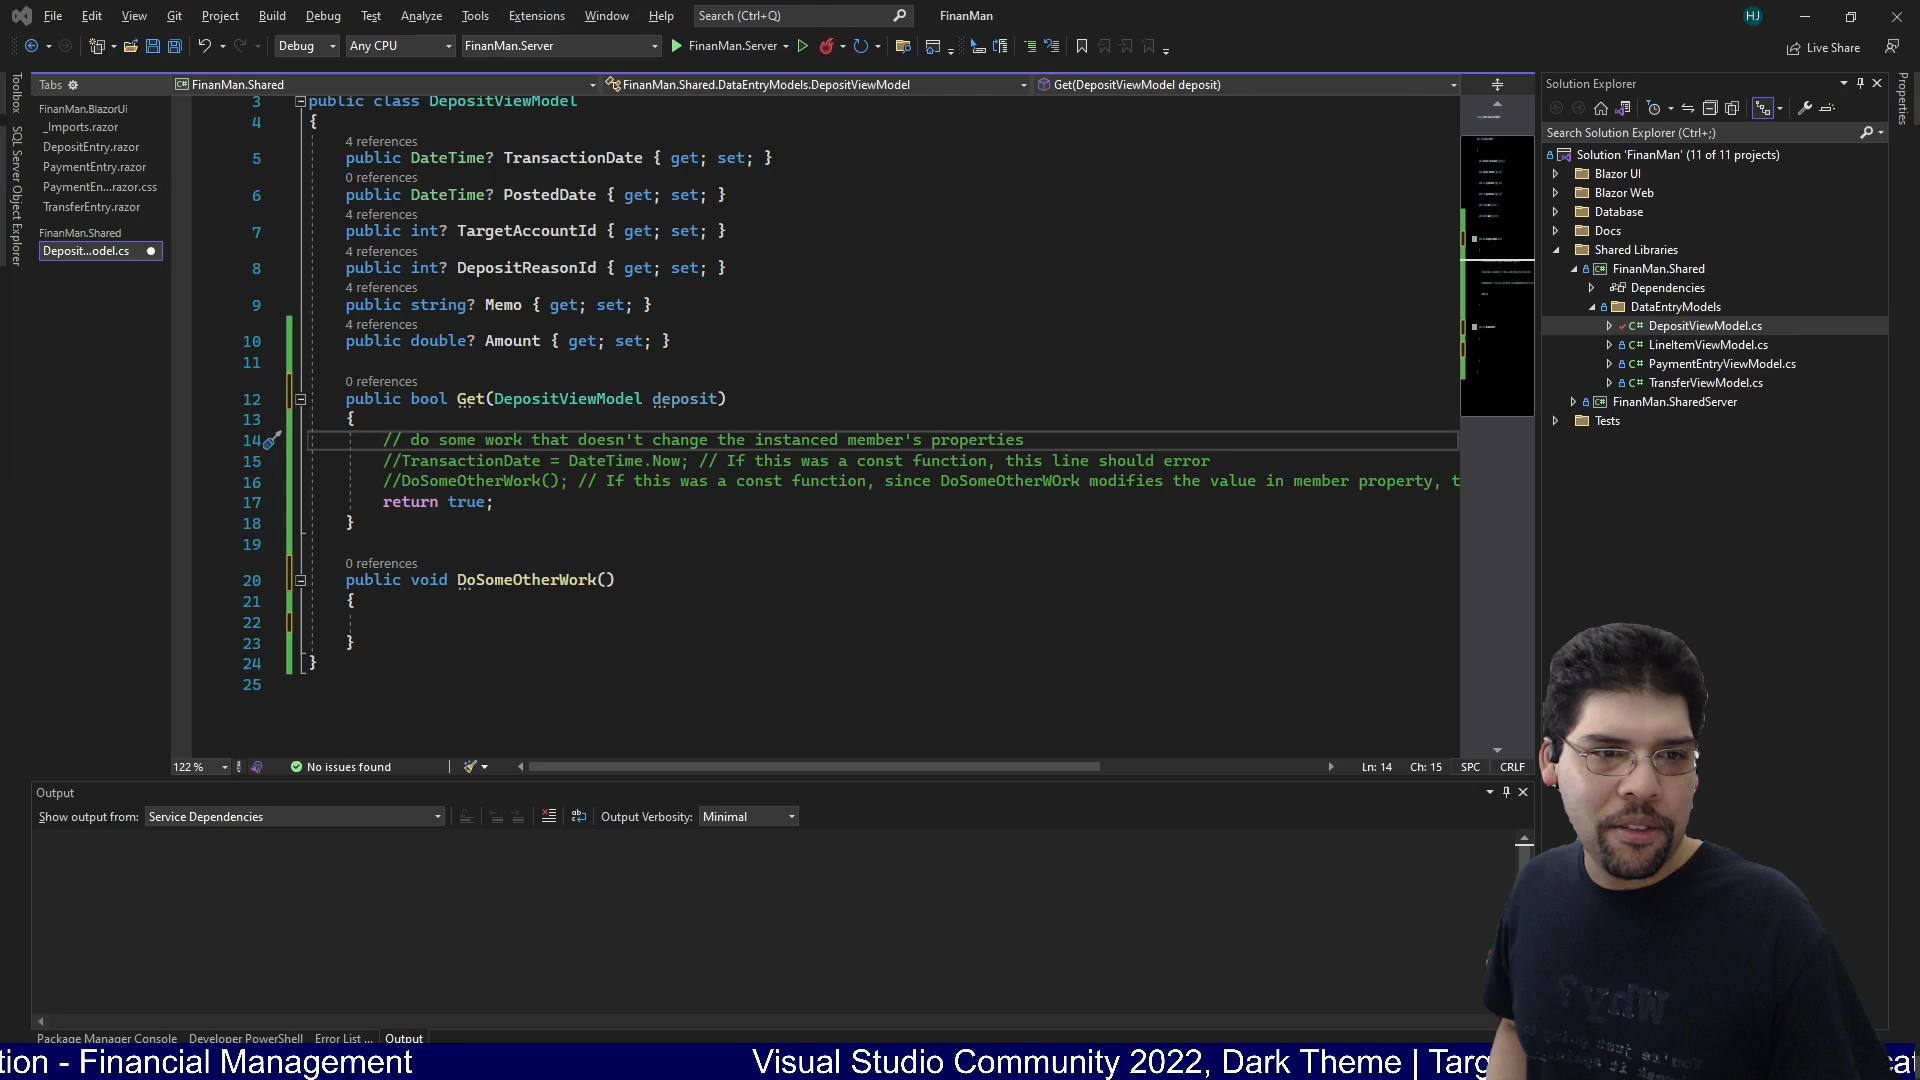 File Edit View Git Project Build Debug Test Analyze Tools Extensions Window Help Search (Ctrl+Q) FinanMan HJ
Debug Any CPU FinanMan.Server FinanMan.Server Live Share
Toolbox
SQL Server Object Explorer
Tabs
FinanMan.BlazorUi
_Imports.razor
DepositEntry.razor
PaymentEntry.razor
PaymentEn...razor.css
TransferEntry.razor
FinanMan.Shared
Deposit...odel.cs
FinanMan.Shared FinanMan.Shared.DataEntryModels.DepositViewModel Get(DepositViewModel deposit)
3 public class DepositViewModel
4 {
4 references
5 public DateTime? TransactionDate { get; set; }
0 references
6 public DateTime? PostedDate { get; set; }
4 references
7 public int? TargetAccountId { get; set; }
4 references
8 public int? DepositReasonId { get; set; }
4 references
9 public string? Memo { get; set; }
4 references
10 public double? Amount { get; set; }
11
0 references
12 public bool Get(DepositViewModel deposit)
13 {
14 // do some work that doesn't change the instanced member's properties
15 //TransactionDate = DateTime.Now; // If this was a const function, this line should error
16 //DoSomeOtherWork(); // If this was a const function, since DoSomeOtherWOrk modifies the value in member property, t
17 return true;
18 }
19
0 references
20 public void DoSomeOtherWork()
21 {
22
23 }
24 }
25
122 % No issues found Ln: 14 Ch: 15 SPC CRLF
Output
Show output from: Service Dependencies Output Verbosity: Minimal
Package Manager Console Developer PowerShell Error List ... Output
Solution Explorer
Search Solution Explorer (Ctrl+;)
Solution 'FinanMan' (11 of 11 projects)
Blazor UI
Blazor Web
Database
Docs
Shared Libraries
C# FinanMan.Shared
Dependencies
DataEntryModels
C# DepositViewModel.cs
C# LineItemViewModel.cs
C# PaymentEntryViewModel.cs
C# TransferViewModel.cs
C# FinanMan.SharedServer
Tests
Properties
tion - Financial Management Visual Studio Community 2022, Dark Theme | Targ